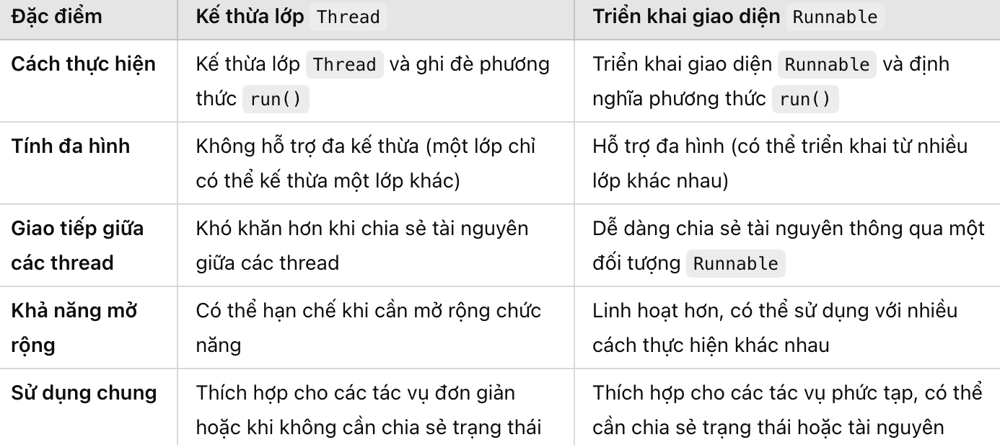 Đặc điểm
Kế thừa lớp Thread
Triển khai giao diện Runnable
Cách thực hiện
Kế thừa lớp Thread và ghi đè phương
thức run()
Triển khai giao diện Runnable và định
nghĩa phương thức run()
Tính đa hình
Không hỗ trợ đa kế thừa (một lớp chỉ
có thể kế thừa một lớp khác)
Hỗ trợ đa hình (có thể triển khai từ nhiều
lớp khác nhau)
Giao tiếp giữa
các thread
Khó khăn hơn khi chia sẻ tài nguyên
giữa các thread
Dễ dàng chia sẻ tài nguyên thông qua một
đối tượng Runnable
Khả năng mở
rộng
Có thể hạn chế khi cần mở rộng chức
năng
Linh hoạt hơn, có thể sử dụng với nhiều
cách thực hiện khác nhau
Sử dụng chung
Thích hợp cho các tác vụ đơn giản
hoặc khi không cần chia sẻ trạng thái
Thích hợp cho các tác vụ phức tạp, có thể
cần chia sẻ trạng thái hoặc tài nguyên